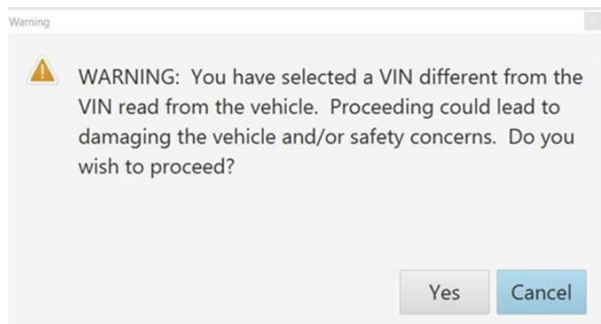 Warning
WARNING:  You have selected a VIN different from the
VIN read from the vehicle.  Proceeding could lead to
damaging the vehicle and/or safety concerns.  Do you
wish to proceed?
Yes
Cancel